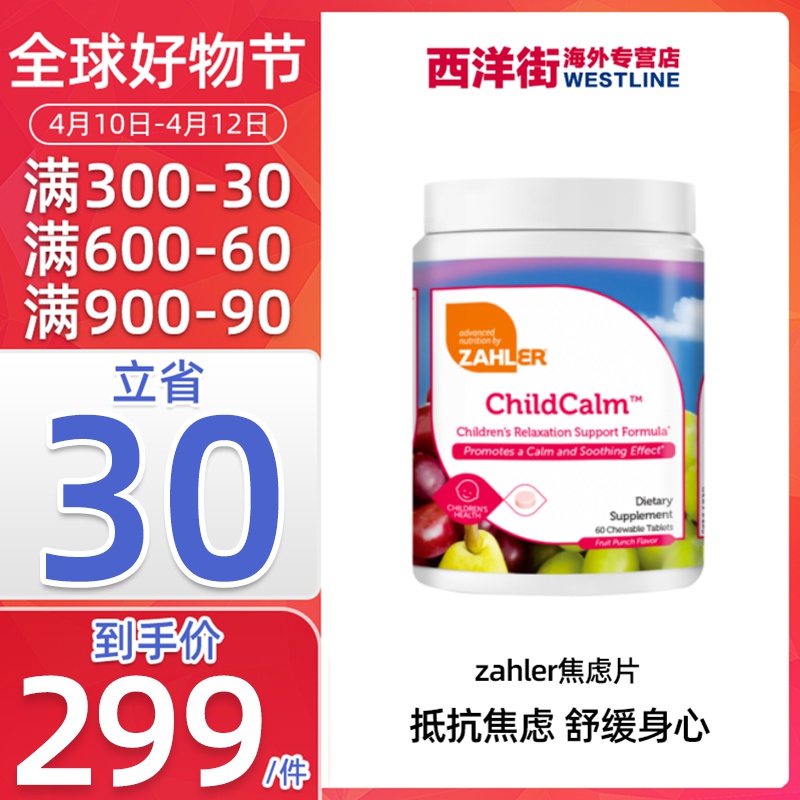 全球好物节
4月10日-4月12日
满300-30
满600-60
满900-90
立省
30
到手价
299/件
西洋街海外专营店
WESTLINE
advanced
nutrition by
ZAHLER
ChildCalm™
Children's Relaxation Support Formula*
Promotes a Calm and Soothing Effect*
CHILDREN'S
HEALTH
Dietary
Supplement
60 Chewable Tablets
Fruit Punch Flavor
zahler焦虑片
抵抗焦虑 舒缓身心